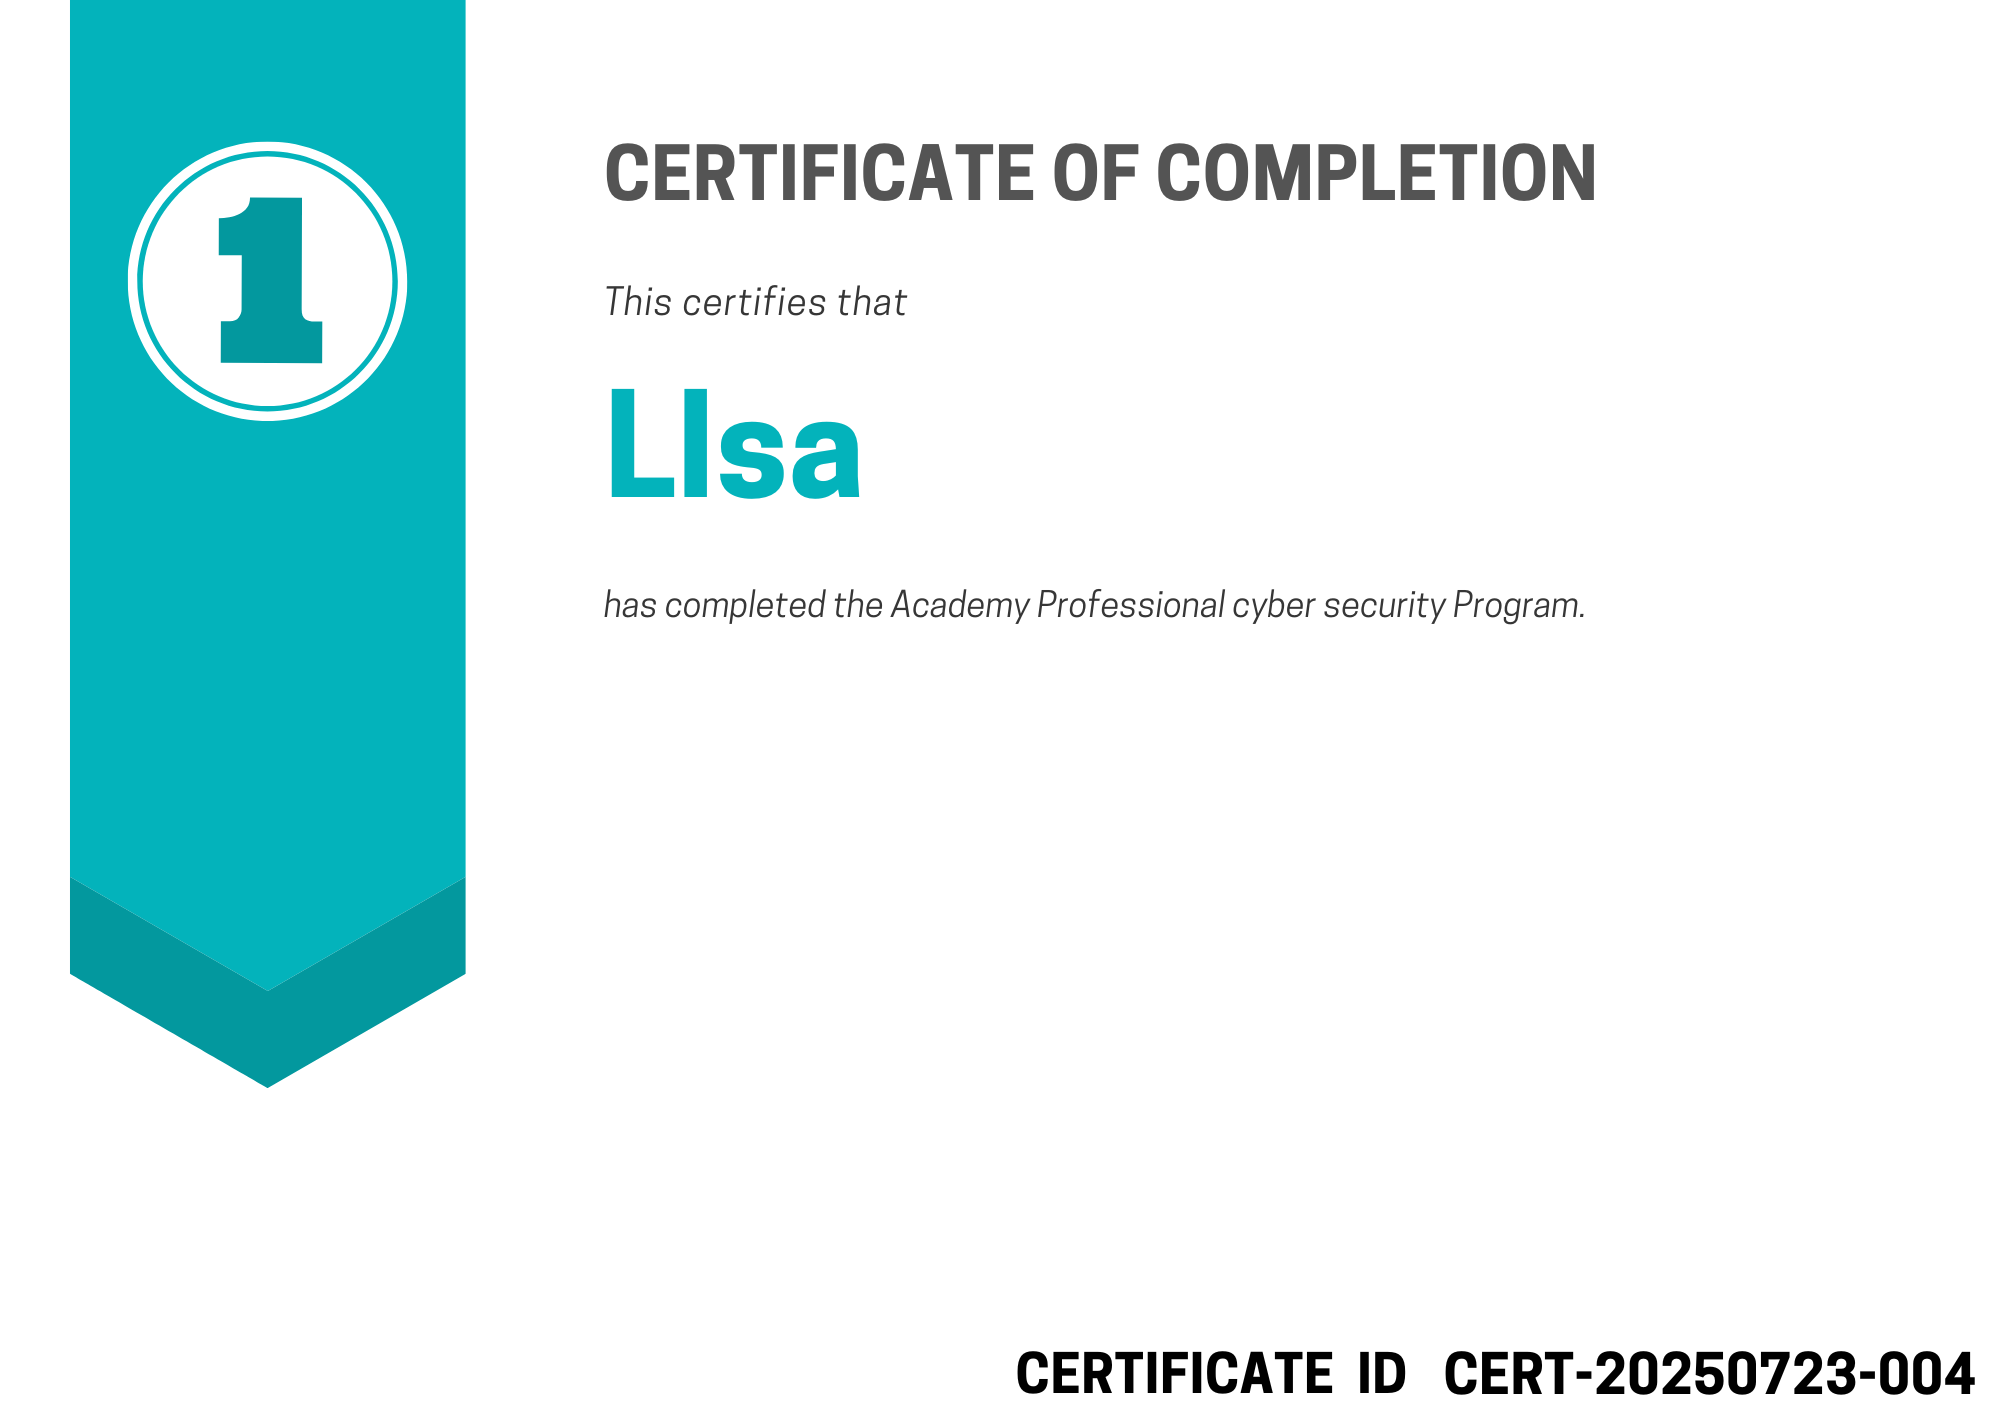 1
CERTIFICATE OF COMPLETION
This certifies that
LIsa
has completed the Academy Professional cyber security Program.
CERTIFICATE ID CERT-20250723-004